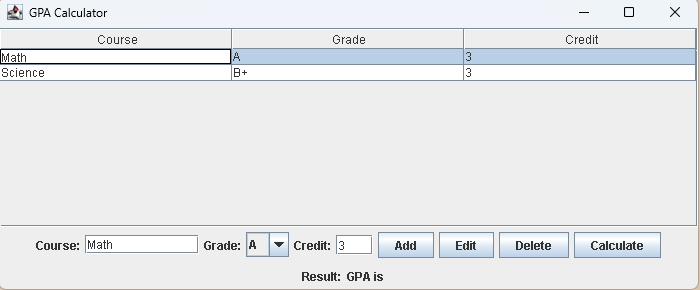 GPA Calculator
Course Grade Credit
Math A 3
Science B+ 3
Course: Math Grade: A Credit: 3 Add Edit Delete Calculate
Result: GPA is